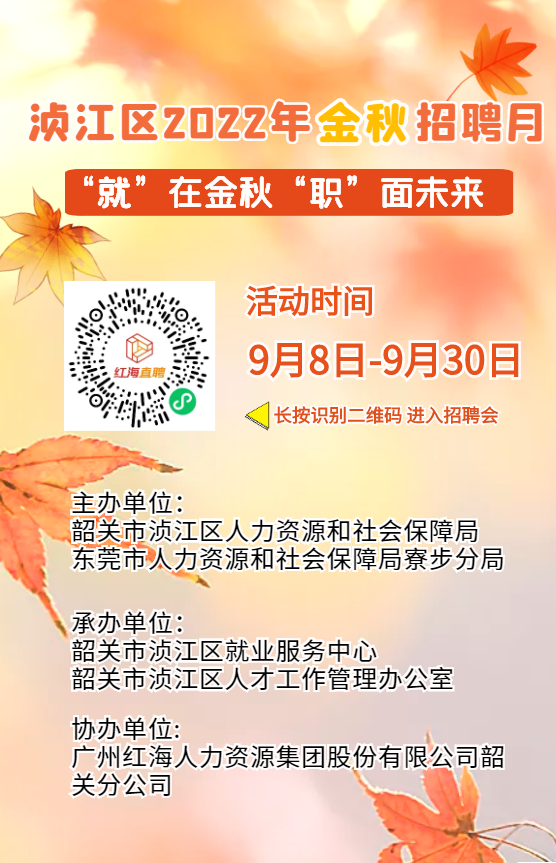 浈江区2022年金秋招聘月
“就”在金秋“职”面未来
活动时间
9月8日-9月30日
红海直聘
长按识别二维码 进入招聘会
主办单位：
韶关市浈江区人力资源和社会保障局
东莞市人力资源和社会保障局寮步分局
承办单位：
韶关市浈江区就业服务中心
韶关市浈江区人才工作管理办公室
协办单位:
广州红海人力资源集团股份有限公司韶
关分公司